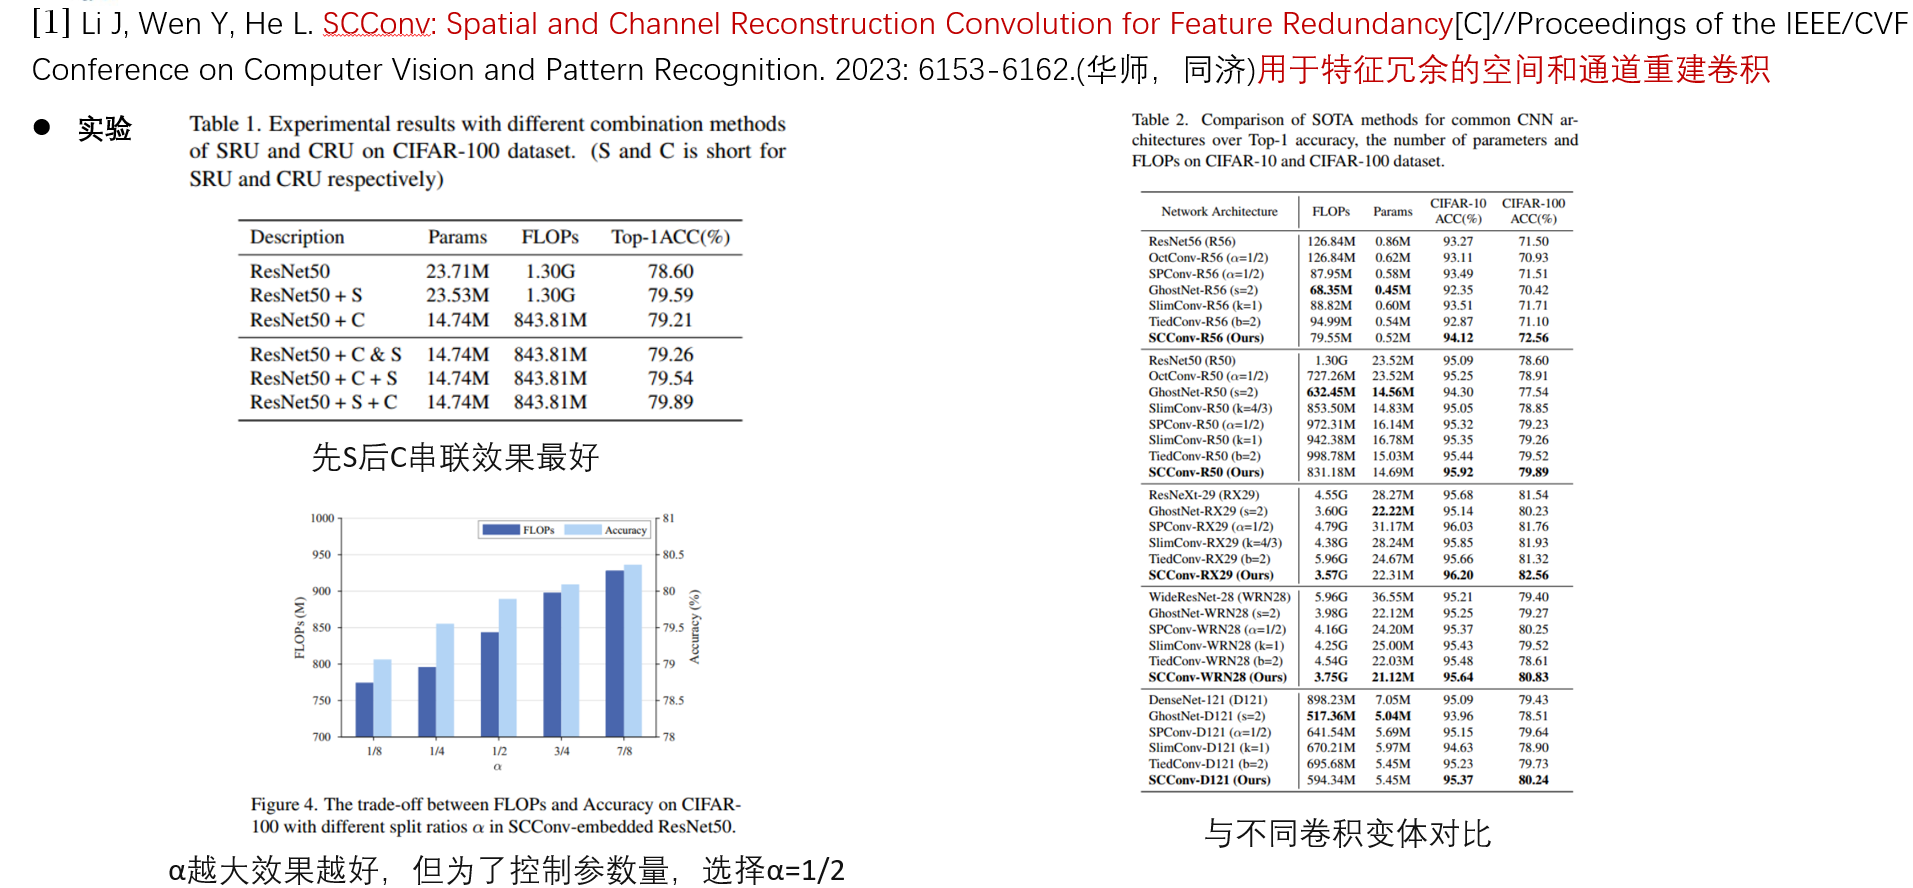 [1] Li J, Wen Y, He L. SCConv: Spatial and Channel Reconstruction Convolution for Feature Redundancy[C]//Proceedings of the IEEE/CVF
Conference on Computer Vision and Pattern Recognition. 2023: 6153-6162.(华师，同济)用于特征冗余的空间和通道重建卷积
● 实验
Table 1. Experimental results with different combination methods
of SRU and CRU on CIFAR-100 dataset. (S and C is short for
SRU and CRU respectively)
Description Params FLOPs Top-1ACC(%)
ResNet50 23.71M 1.30G 78.60
ResNet50 + S 23.53M 1.30G 79.59
ResNet50 + C 14.74M 843.81M 79.21
ResNet50 + C & S 14.74M 843.81M 79.26
ResNet50 + C + S 14.74M 843.81M 79.54
ResNet50 + S + C 14.74M 843.81M 79.89
先S后C串联效果最好
FLOPs Accuracy
FLOPs (M)
1000
950
900
850
800
750
700
81
80.5
80
79.5
79
78.5
78
Accuracy (%)
1/8 1/4 1/2 3/4 7/8
α
Figure 4. The trade-off between FLOPs and Accuracy on CIFAR-
100 with different split ratios α in SCConv-embedded ResNet50.
α越大效果越好，但为了控制参数量，选择α=1/2
Table 2. Comparison of SOTA methods for common CNN ar-
chitectures over Top-1 accuracy, the number of parameters and
FLOPs on CIFAR-10 and CIFAR-100 dataset.
Network Architecture FLOPs Params CIFAR-10 ACC(%) CIFAR-100 ACC(%)
ResNet56 (R56) 126.84M 0.86M 93.27 71.50
OctConv-R56 (α=1/2) 126.84M 0.62M 93.11 70.93
SPConv-R56 (α=1/2) 87.95M 0.58M 93.49 71.51
GhostNet-R56 (s=2) 68.35M 0.45M 92.35 70.42
SlimConv-R56 (k=1) 88.82M 0.60M 93.51 71.71
TiedConv-R56 (b=2) 94.99M 0.54M 92.87 71.10
SCConv-R56 (Ours) 79.55M 0.52M 94.12 72.56
ResNet50 (R50) 1.30G 23.52M 95.09 78.60
OctConv-R50 (α=1/2) 727.26M 23.52M 95.25 78.91
GhostNet-R50 (s=2) 632.45M 14.56M 94.30 77.54
SlimConv-R50 (k=4/3) 853.50M 14.83M 95.05 78.85
SPConv-R50 (α=1/2) 972.31M 16.14M 95.32 79.23
SlimConv-R50 (k=1) 942.38M 16.78M 95.35 79.26
TiedConv-R50 (b=2) 998.78M 15.03M 95.44 79.52
SCConv-R50 (Ours) 831.18M 14.69M 95.92 79.89
ResNeXt-29 (RX29) 4.55G 28.27M 95.68 81.54
GhostNet-RX29 (s=2) 3.60G 22.22M 95.14 80.23
SPConv-RX29 (α=1/2) 4.79G 31.17M 96.03 81.76
SlimConv-RX29 (k=4/3) 4.38G 28.24M 95.85 81.93
TiedConv-RX29 (b=2) 5.96G 24.67M 95.66 81.32
SCConv-RX29 (Ours) 3.57G 22.31M 96.20 82.56
WideResNet-28 (WRN28) 5.96G 36.55M 95.21 79.40
GhostNet-WRN28 (s=2) 3.98G 22.12M 95.25 79.27
SPConv-WRN28 (α=1/2) 4.16G 24.20M 95.37 80.25
SlimConv-WRN28 (k=1) 4.25G 25.00M 95.43 79.52
TiedConv-WRN28 (b=2) 4.54G 22.03M 95.48 78.61
SCConv-WRN28 (Ours) 3.75G 21.12M 95.64 80.83
DenseNet-121 (D121) 898.23M 7.05M 95.09 79.43
GhostNet-D121 (s=2) 517.36M 5.04M 93.96 78.51
SPConv-D121 (α=1/2) 641.54M 5.69M 95.15 79.64
SlimConv-D121 (k=1) 670.21M 5.97M 94.63 78.90
TiedConv-D121 (b=2) 695.68M 5.45M 95.23 79.73
SCConv-D121 (Ours) 594.34M 5.45M 95.37 80.24
与不同卷积变体对比